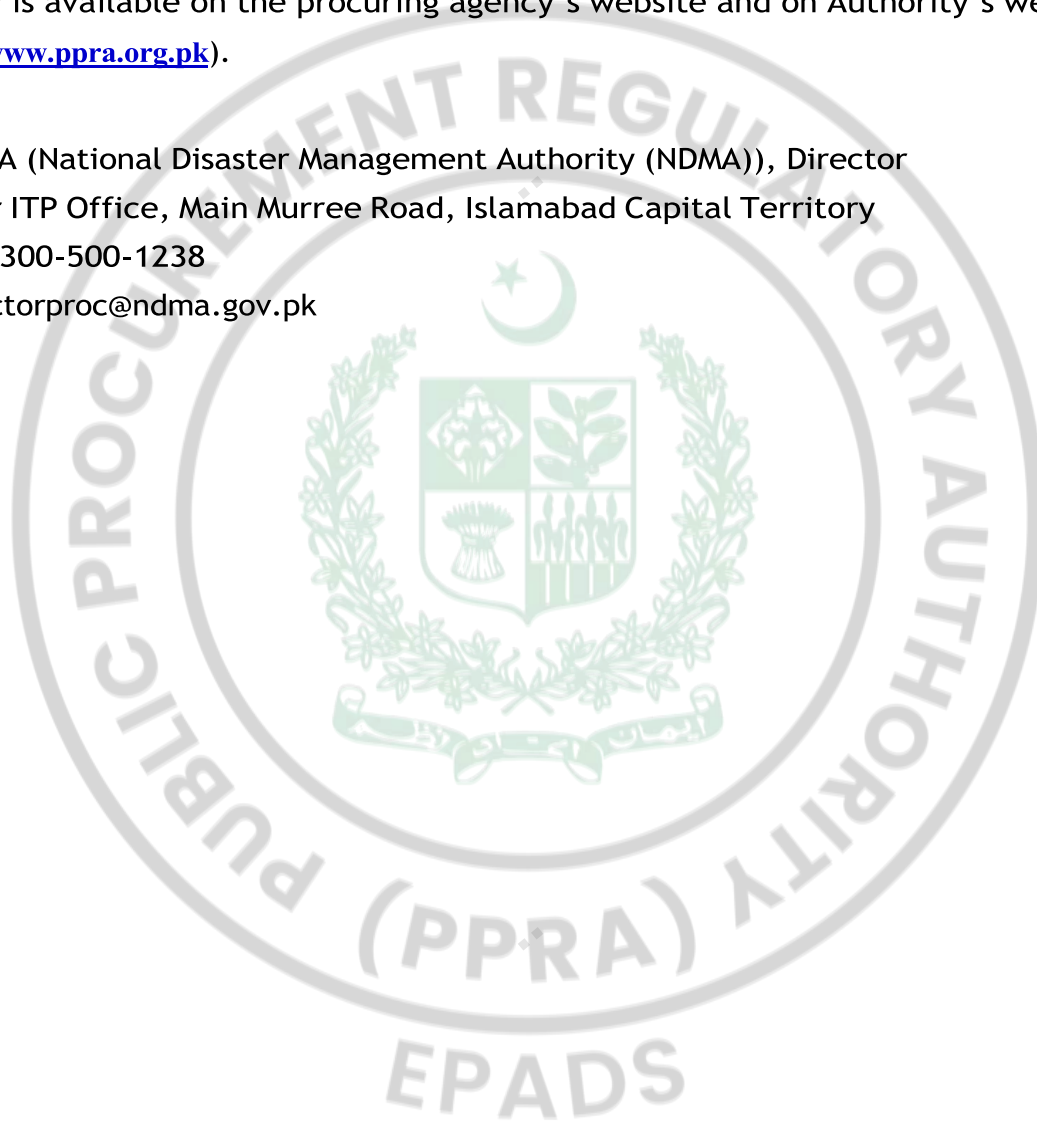 is available on the procuring agency's website and on Authority's we
www.ppra.org.pk).
A (National Disaster Management Authority (NDMA)), Director
ITP Office, Main Murree Road, Islamabad Capital Territory
300-500-1238
ctorproc@ndma.gov.pk
PUBLIC PROCUREMENT REGULATORY AUTHORITY
(PPRA)
EPADS